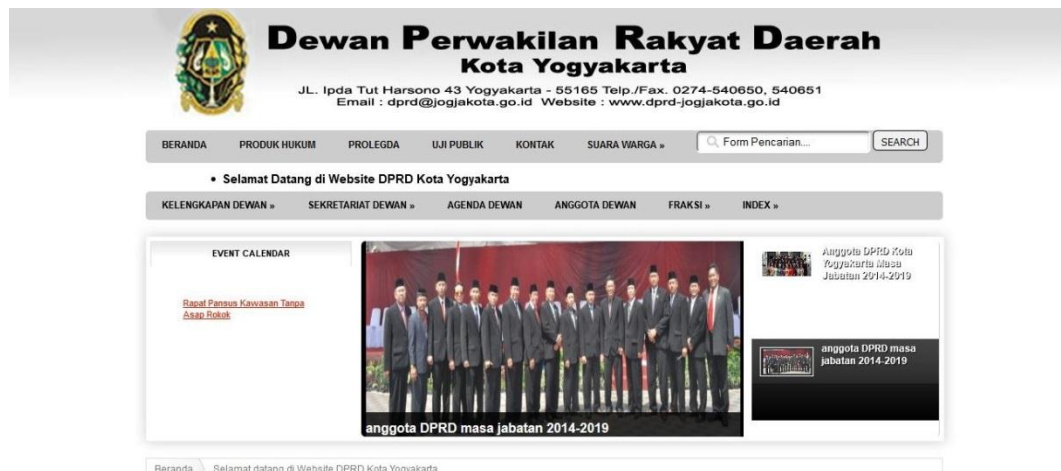 Dewan Perwakilan Rakyat Daerah
Kota Yogyakarta
JL. Ipda Tut Harsono 43 Yogyakarta - 55165 Telp./Fax. 0274-540650, 540651
Email : dprd@jogjakota.go.id Website : www.dprd-jogjakota.go.id
BERANDA PRODUK HUKUM PROLEGDA UJI PUBLIK KONTAK SUARA WARGA » Form Pencarian.... SEARCH
• Selamat Datang di Website DPRD Kota Yogyakarta
KELENGKAPAN DEWAN » SEKRETARIAT DEWAN » AGENDA DEWAN ANGGOTA DEWAN FRAKSI » INDEX »
EVENT CALENDAR
Rapat Pansus Kawasan Tanpa
Asap Rokok
anggota DPRD masa jabatan 2014-2019
Anggota DPRD Kota
Yogyakarta Masa
Jabatan 2014-2019
anggota DPRD masa
jabatan 2014-2019
Beranda Selamat datang di Website DPRD Kota Yogyakarta